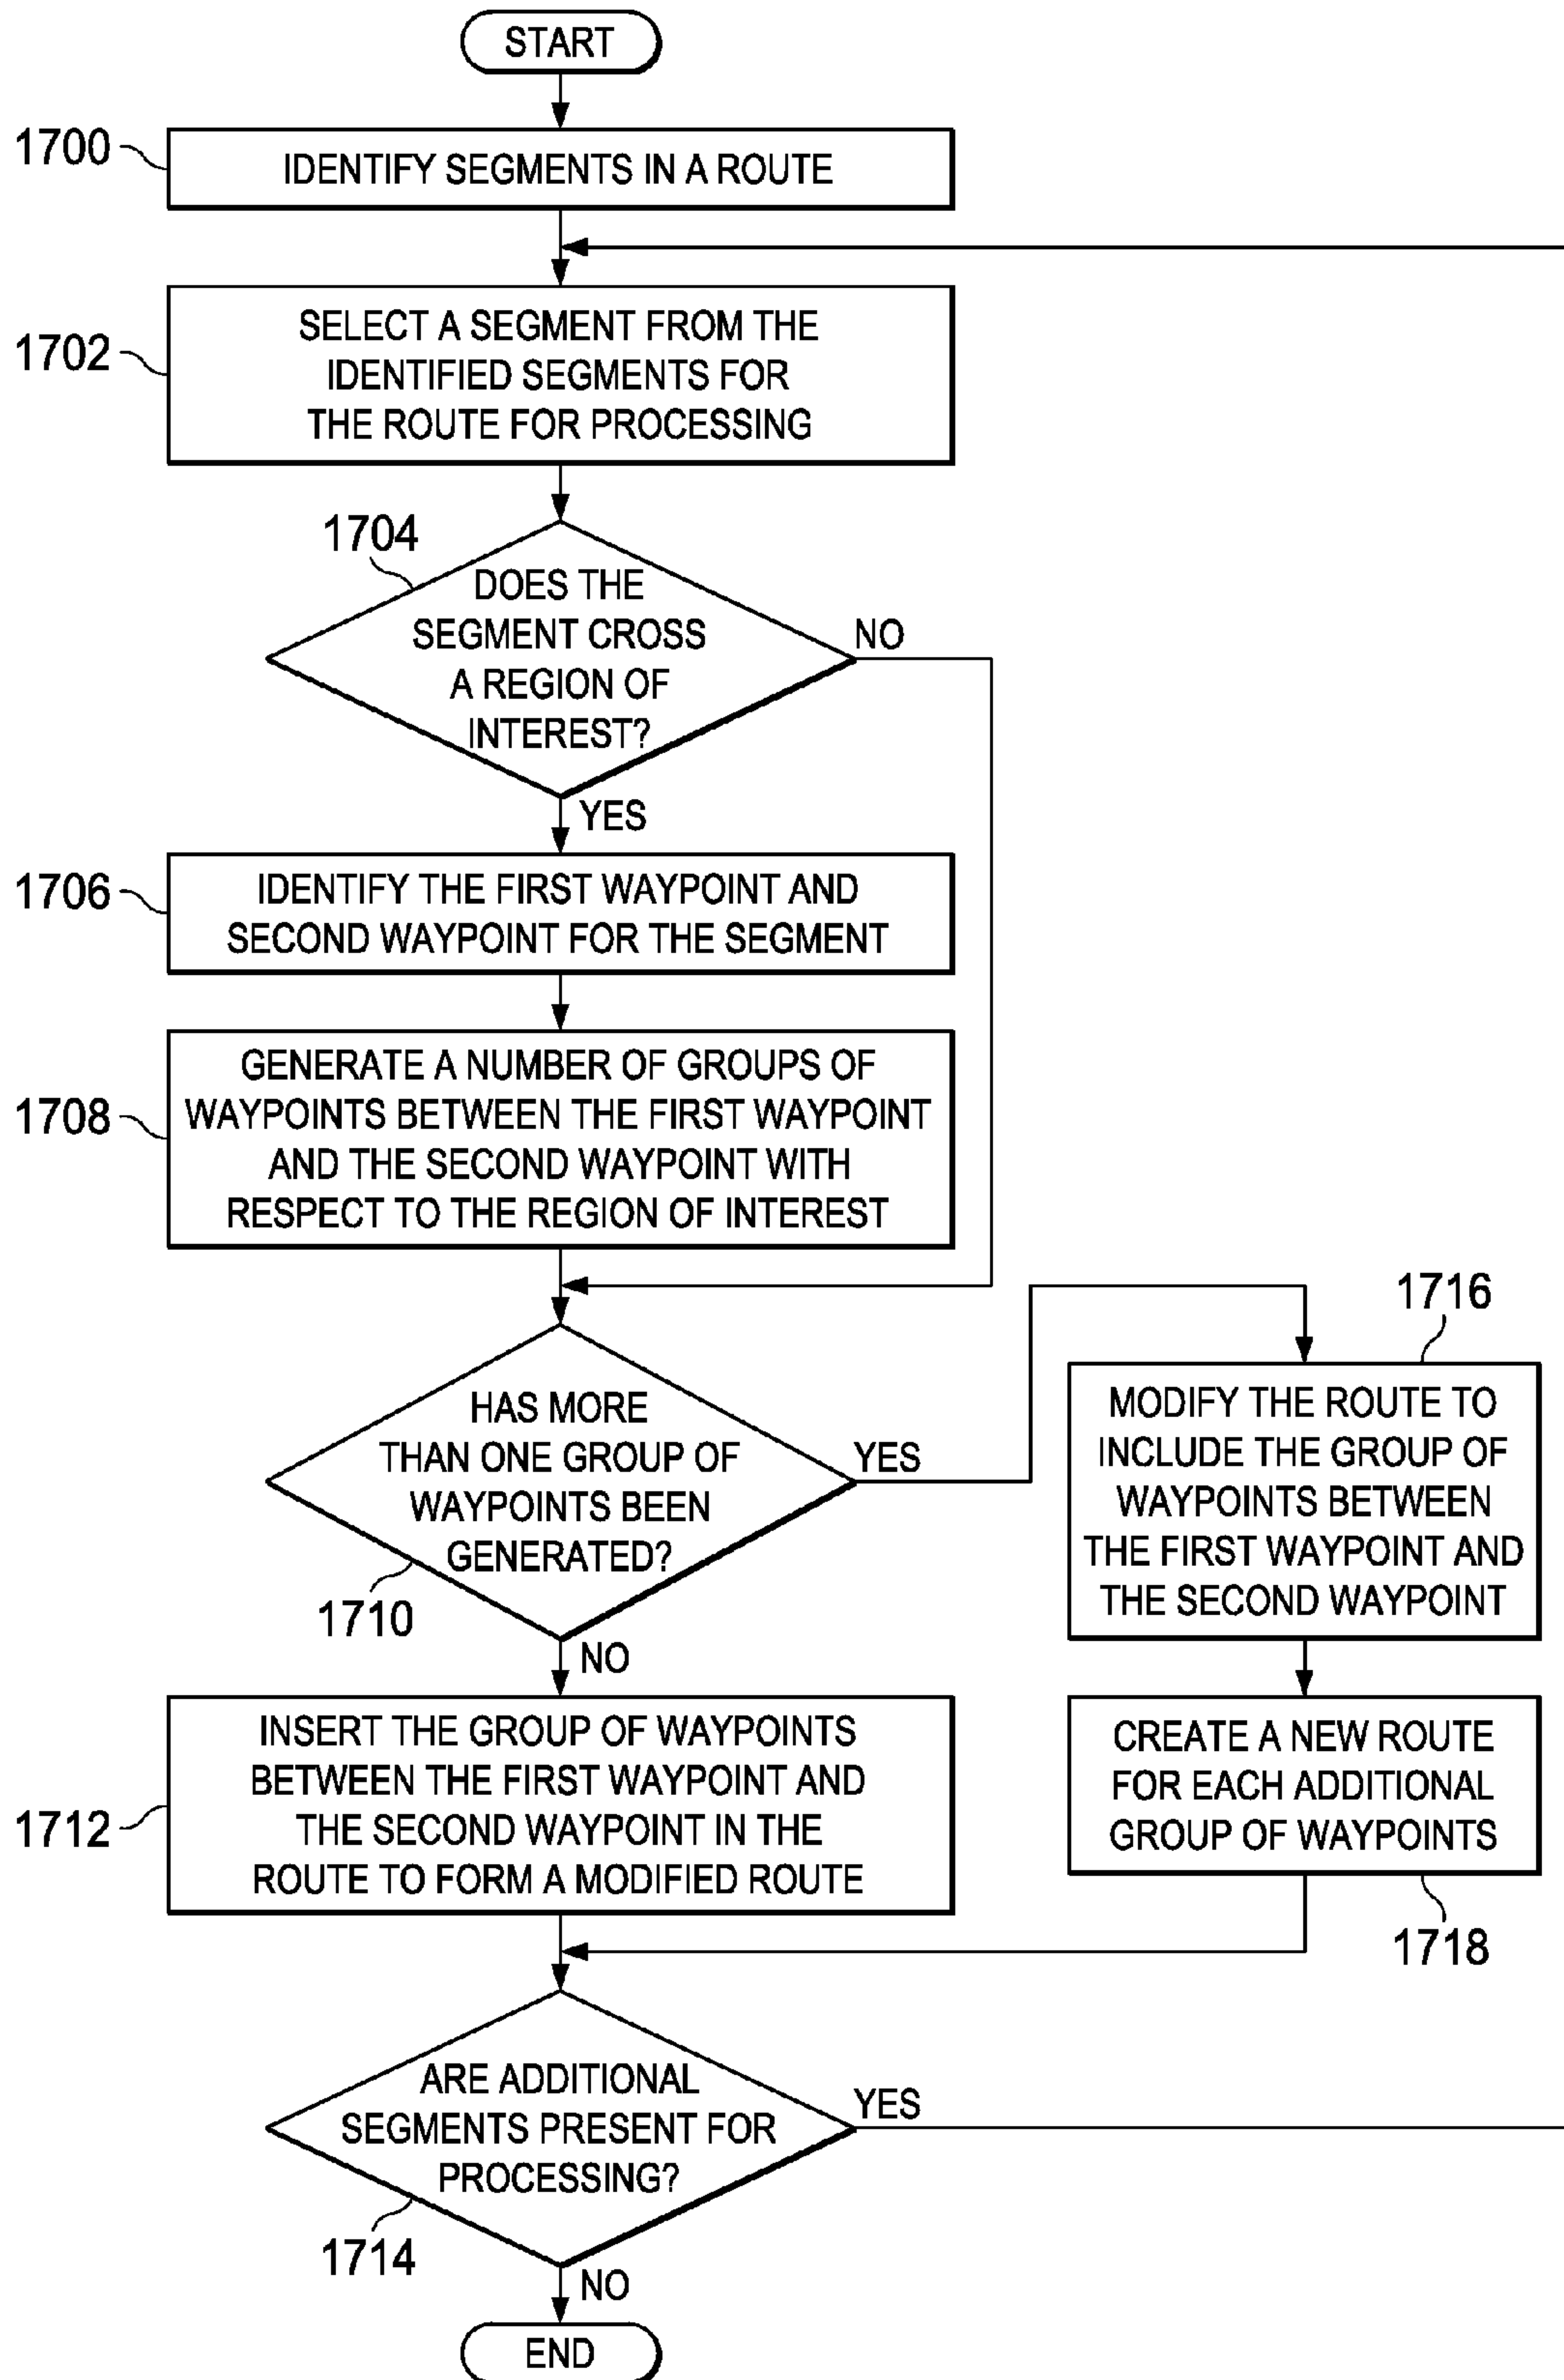 START
1700
IDENTIFY SEGMENTS IN A ROUTE
1702
SELECT A SEGMENT FROM THE
IDENTIFIED SEGMENTS FOR
THE ROUTE FOR PROCESSING
1704
DOES THE
SEGMENT CROSS
A REGION OF
INTEREST?
NO
YES
1706
IDENTIFY THE FIRST WAYPOINT AND
SECOND WAYPOINT FOR THE SEGMENT
1708
GENERATE A NUMBER OF GROUPS OF
WAYPOINTS BETWEEN THE FIRST WAYPOINT
AND THE SECOND WAYPOINT WITH
RESPECT TO THE REGION OF INTEREST
HAS MORE
THAN ONE GROUP OF
WAYPOINTS BEEN
GENERATED?
1710
YES
NO
1716
MODIFY THE ROUTE TO
INCLUDE THE GROUP OF
WAYPOINTS BETWEEN
THE FIRST WAYPOINT AND
THE SECOND WAYPOINT
1712
INSERT THE GROUP OF WAYPOINTS
BETWEEN THE FIRST WAYPOINT AND
THE SECOND WAYPOINT IN THE
ROUTE TO FORM A MODIFIED ROUTE
CREATE A NEW ROUTE
FOR EACH ADDITIONAL
GROUP OF WAYPOINTS
1718
ARE ADDITIONAL
SEGMENTS PRESENT FOR
PROCESSING?
YES
1714
NO
END